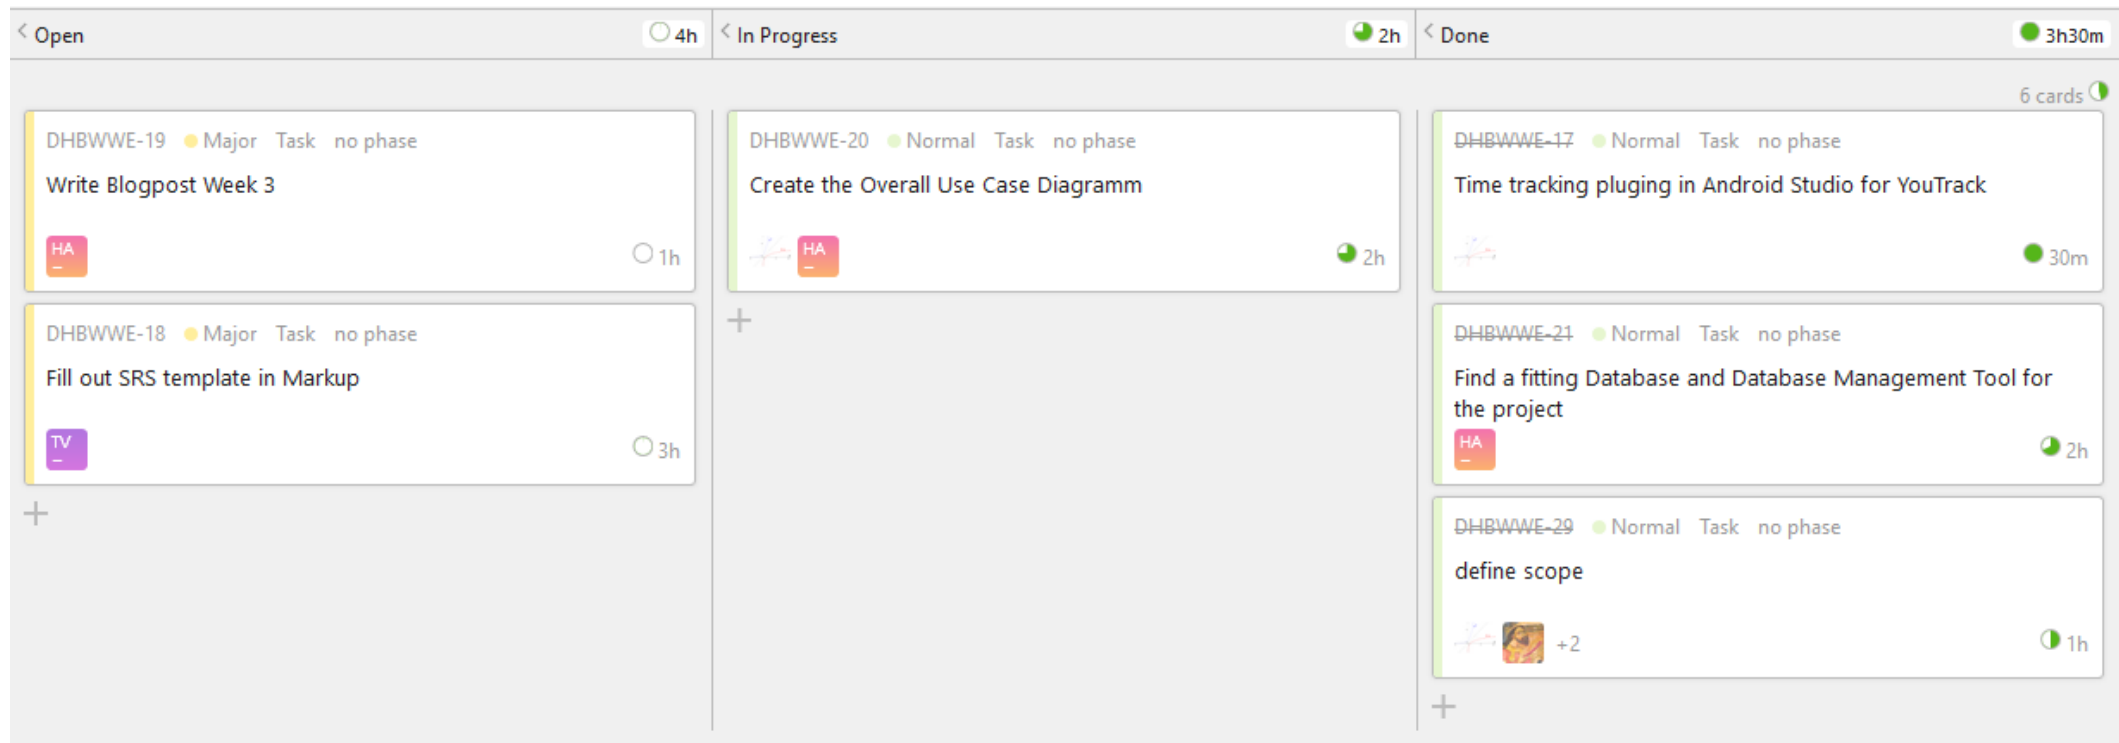 Open 4h
In Progress 2h
Done 3h30m
6 cards
DHBWWE-19 Major Task no phase
Write Blogpost Week 3
HA 1h
DHBWWE-18 Major Task no phase
Fill out SRS template in Markup
TV 3h
DHBWWE-20 Normal Task no phase
Create the Overall Use Case Diagramm
HA 2h
DHBWWE-17 Normal Task no phase
Time tracking pluging in Android Studio for YouTrack
30m
DHBWWE-21 Normal Task no phase
Find a fitting Database and Database Management Tool for
the project
HA 2h
DHBWWE-29 Normal Task no phase
define scope
+2 1h